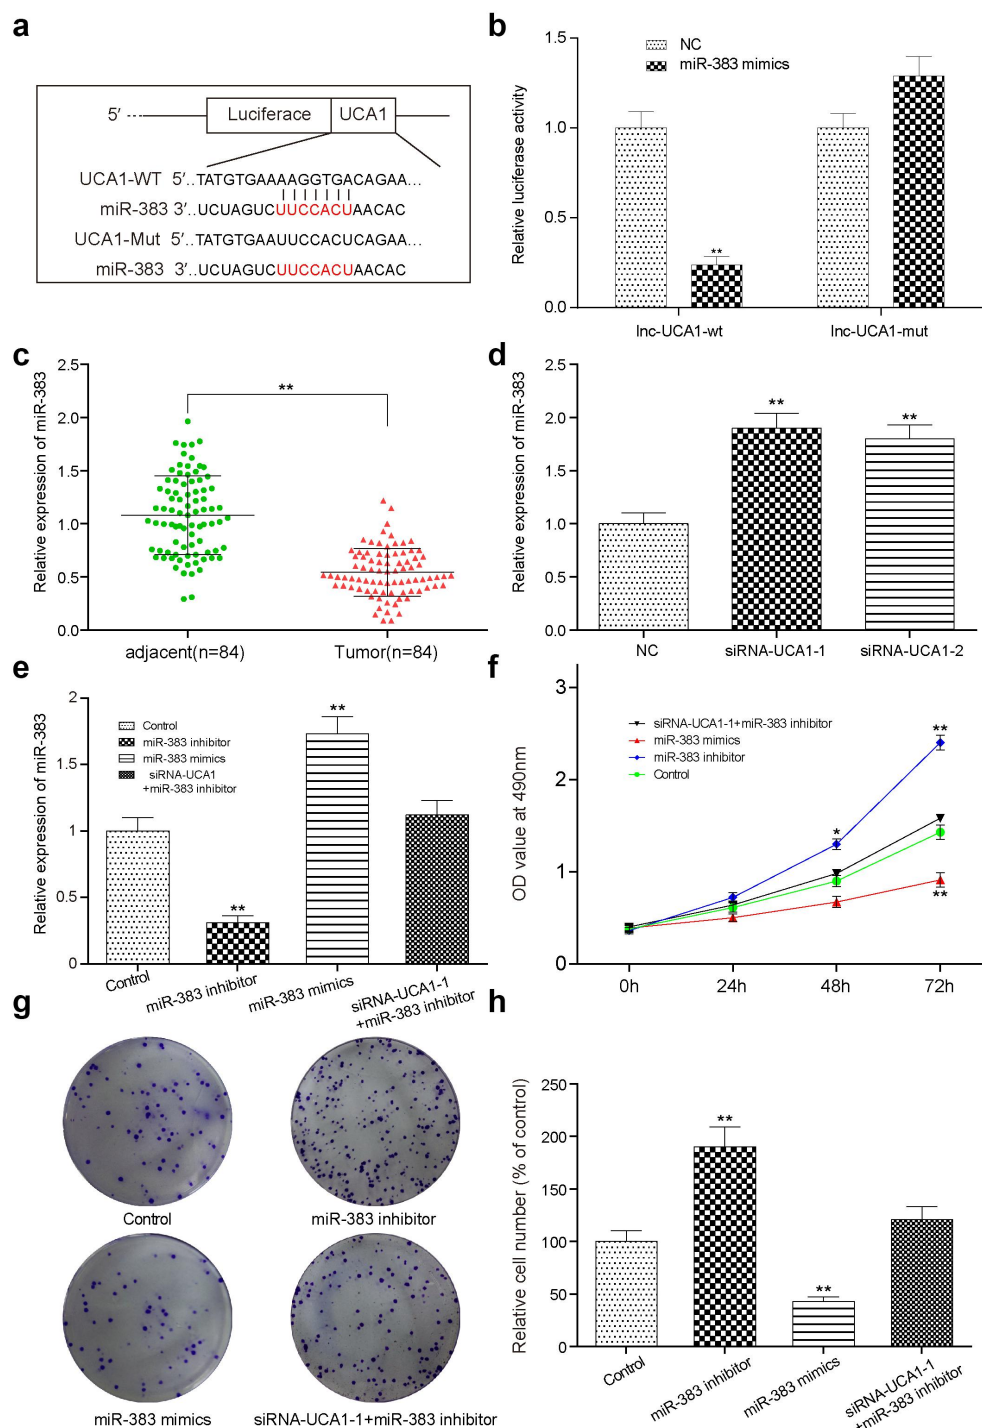 a
5′
Luciferace
UCA1
UCA1-WT 5′..TATGTGAAAAGGTGACAGAA...
miR-383 3′..UCUAGUCUUCCACUAACAC
UCA1-Mut 5′..TATGTGAAUUCCACUCAGAA...
miR-383 3′..UCUAGUCUUCCACUAACAC
b
Relative luciferase activity
1.5
1.0
0.5
0.0
NC
miR-383 mimics
**
lnc-UCA1-wt
lnc-UCA1-mut
c
Relative expression of miR-383
2.5
2.0
1.5
1.0
0.5
0.0
**
adjacent(n=84)
Tumor(n=84)
d
Relative expression of miR-383
2.5
2.0
1.5
1.0
0.5
0.0
**
**
NC
siRNA-UCA1-1
siRNA-UCA1-2
e
Relative expression of miR-383
2
1.5
1
0.5
0
Control
miR-383 inhibitor
miR-383 mimics
siRNA-UCA1
+miR-383 inhibitor
**
**
Control
miR-383 inhibitor
miR-383 mimics
siRNA-UCA1-1
+miR-383 inhibitor
f
OD value at 490nm
3
2
1
0
siRNA-UCA1-1+miR-383 inhibitor
miR-383 mimics
miR-383 inhibitor
Control
*
**
**
0h
24h
48h
72h
g
Control
miR-383 inhibitor
miR-383 mimics
siRNA-UCA1-1+miR-383 inhibitor
h
Relative cell number (% of control)
250
200
150
100
50
0
**
**
Control
miR-383 inhibitor
miR-383 mimics
siRNA-UCA1-1
+miR-383 inhibitor